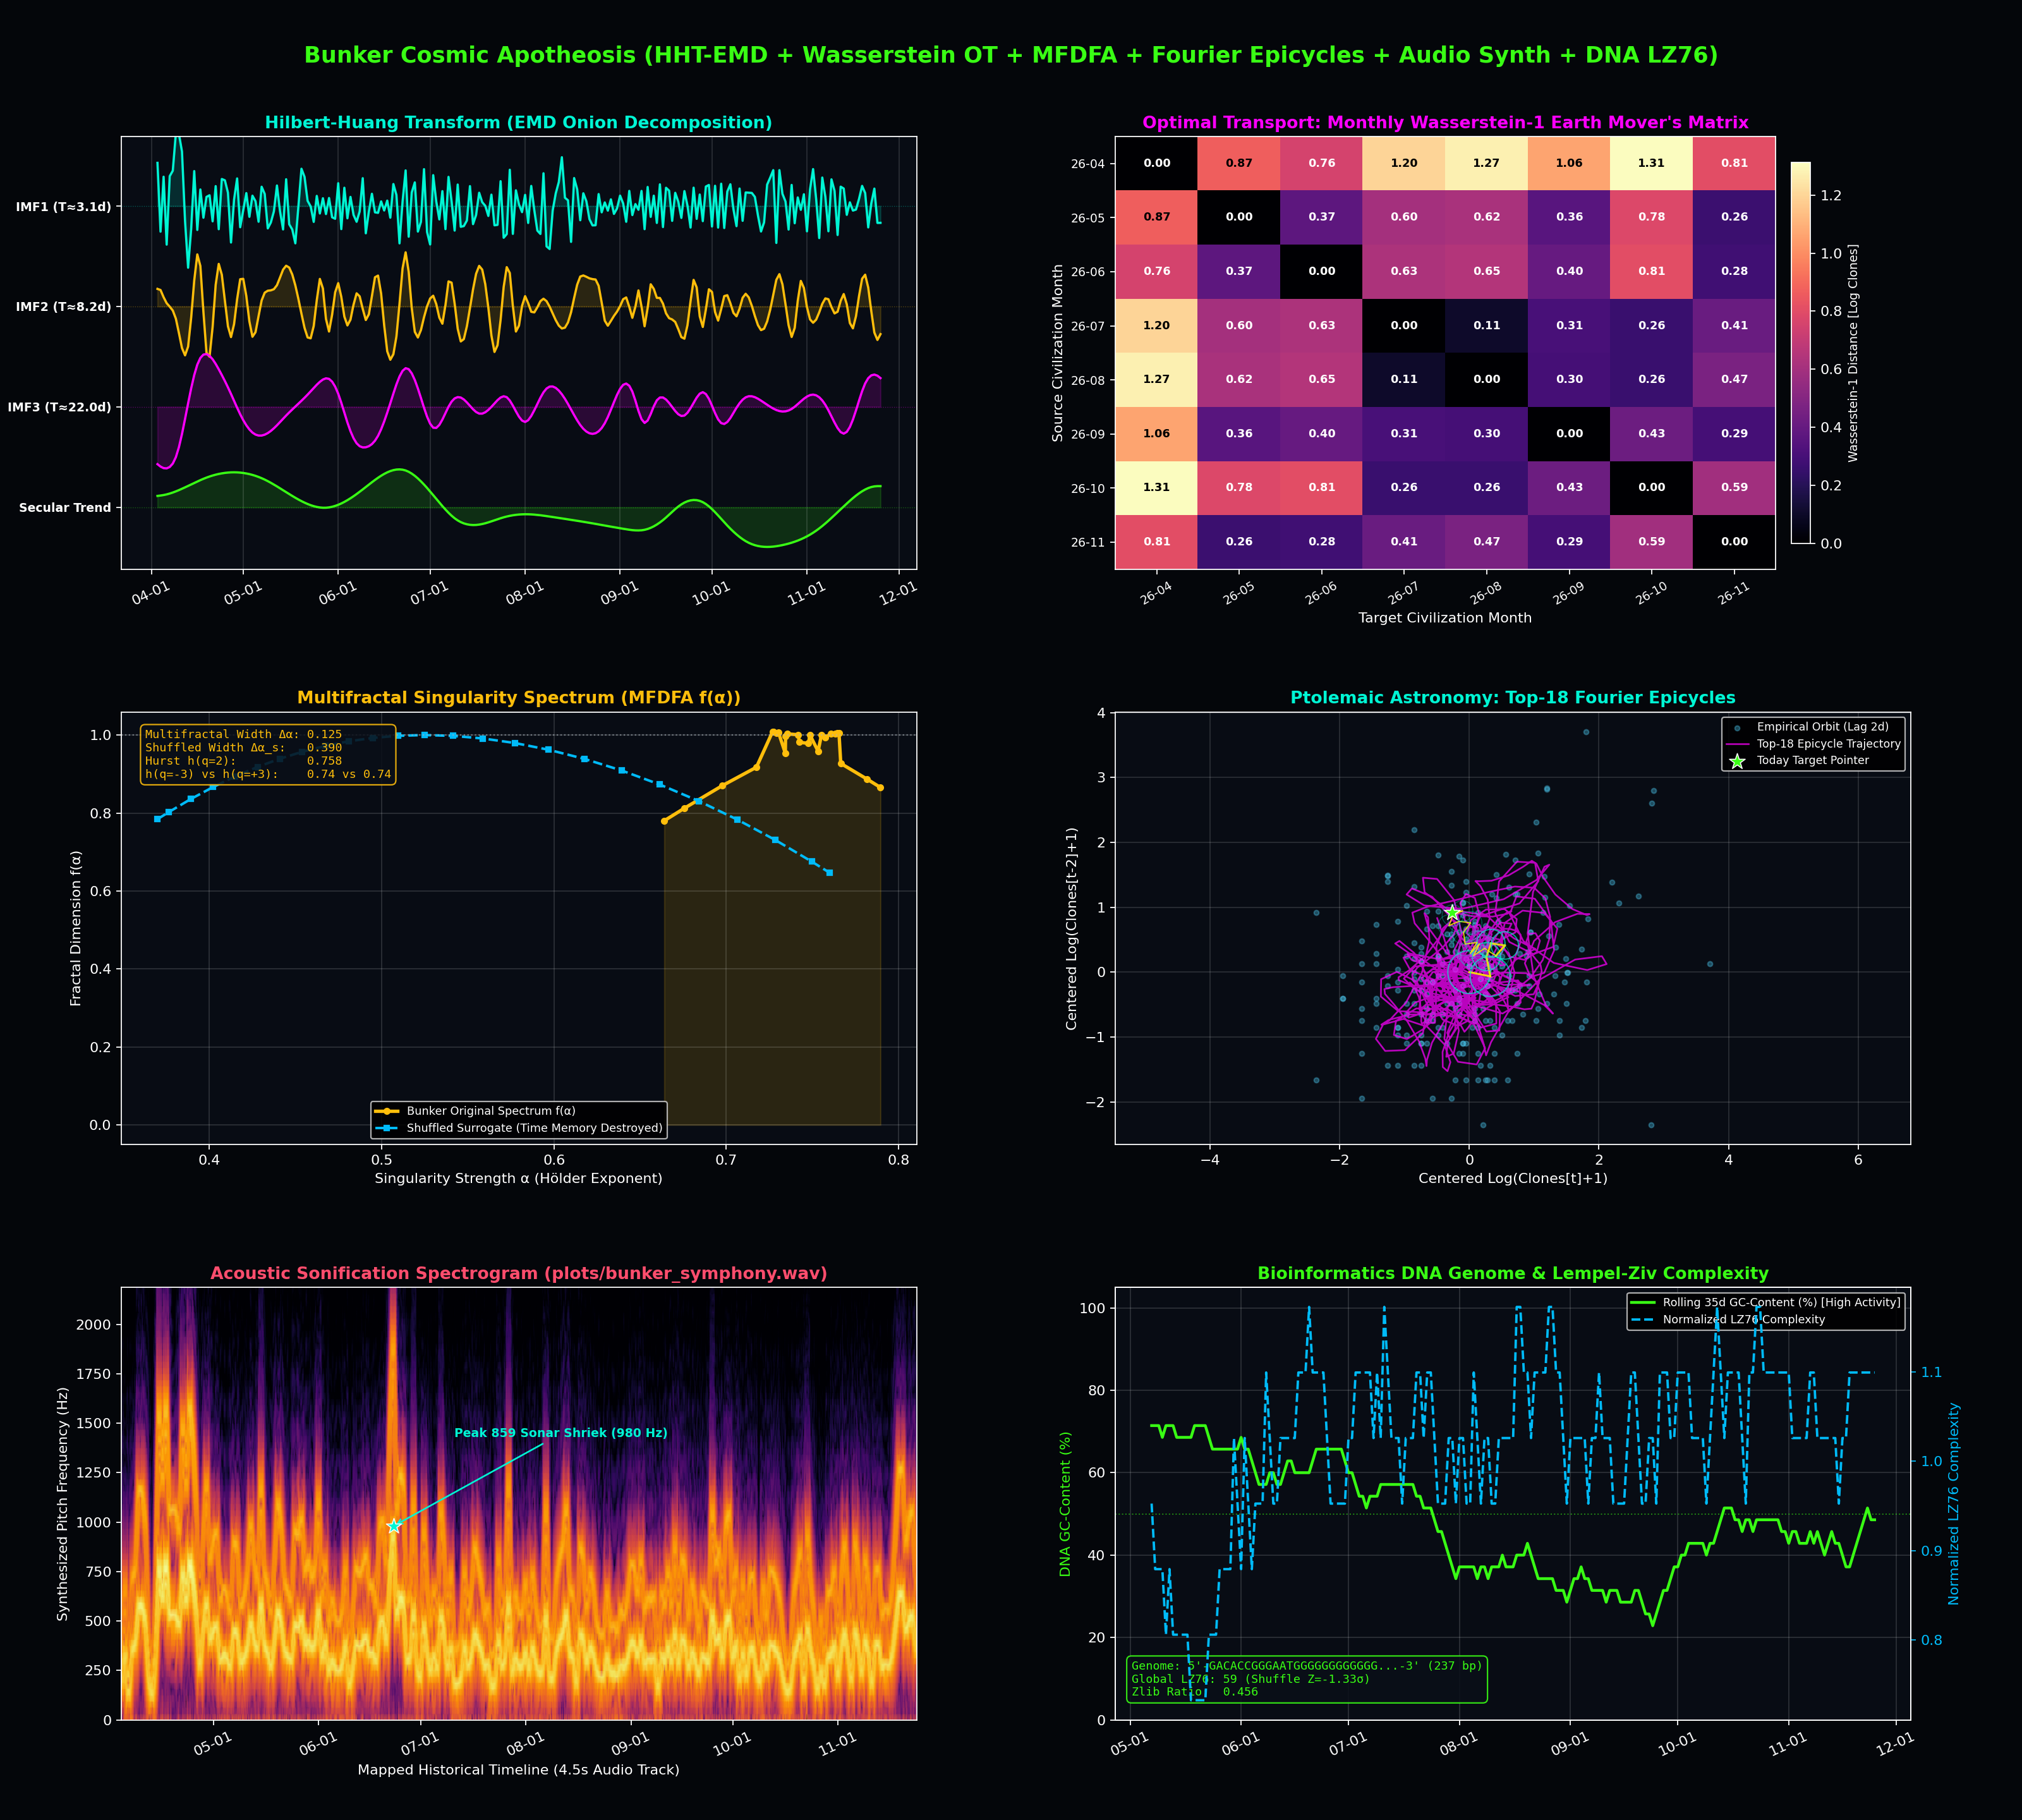 Bunker Cosmic Apotheosis (HHT-EMD + Wasserstein OT + MFDFA + Fourier Epicycles + Audio Synth + DNA LZ76)
Hilbert-Huang Transform (EMD Onion Decomposition)
IMF1 (T≈3.1d)
IMF2 (T≈8.2d)
IMF3 (T≈22.0d)
Secular Trend
04-01 05-01 06-01 07-01 08-01 09-01 10-01 11-01 12-01
Optimal Transport: Monthly Wasserstein-1 Earth Mover's Matrix
Source Civilization Month
26-04 0.00 0.87 0.76 1.20 1.27 1.06 1.31 0.81
26-05 0.87 0.00 0.37 0.60 0.62 0.36 0.78 0.26
26-06 0.76 0.37 0.00 0.63 0.65 0.40 0.81 0.28
26-07 1.20 0.60 0.63 0.00 0.11 0.31 0.26 0.41
26-08 1.27 0.62 0.65 0.11 0.00 0.30 0.26 0.47
26-09 1.06 0.36 0.40 0.31 0.30 0.00 0.43 0.29
26-10 1.31 0.78 0.81 0.26 0.26 0.43 0.00 0.59
26-11 0.81 0.26 0.28 0.41 0.47 0.29 0.59 0.00
26-04 26-05 26-06 26-07 26-08 26-09 26-10 26-11
Target Civilization Month
1.2
1.0
0.8
0.6
0.4
0.2
0.0
Wasserstein-1 Distance [Log Clones]
Multifractal Singularity Spectrum (MFDFA f(α))
Multifractal Width Δα: 0.125
Shuffled Width Δα_s: 0.390
Hurst h(q=2): 0.758
h(q=-3) vs h(q=+3): 0.74 vs 0.74
Fractal Dimension f(α)
1.0
0.8
0.6
0.4
0.2
0.0
Bunker Original Spectrum f(α)
Shuffled Surrogate (Time Memory Destroyed)
0.4 0.5 0.6 0.7 0.8
Singularity Strength α (Hölder Exponent)
Ptolemaic Astronomy: Top-18 Fourier Epicycles
Empirical Orbit (Lag 2d)
Top-18 Epicycle Trajectory
Today Target Pointer
Centered Log(Clones[t-2]+1)
4
3
2
1
0
−1
−2
−4 −2 0 2 4 6
Centered Log(Clones[t]+1)
Acoustic Sonification Spectrogram (plots/bunker_symphony.wav)
Synthesized Pitch Frequency (Hz)
2000
1750
1500
1250
1000
750
500
250
0
Peak 859 Sonar Shriek (980 Hz)
05-01 06-01 07-01 08-01 09-01 10-01 11-01
Mapped Historical Timeline (4.5s Audio Track)
Bioinformatics DNA Genome & Lempel-Ziv Complexity
Rolling 35d GC-Content (%) [High Activity]
Normalized LZ76 Complexity
DNA GC-Content (%)
100
80
60
40
20
0
1.1
1.0
0.9
0.8
Normalized LZ76 Complexity
Genome: 5'-GACACCGGGAATGGGGGGGGGGGG...-3' (237 bp)
Global LZ76: 59 (Shuffle Z=-1.33σ)
Zlib Ratio: 0.456
05-01 06-01 07-01 08-01 09-01 10-01 11-01 12-01